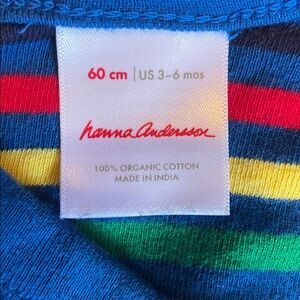 60 cm | US 3-6 mos
hanna andersson
100% ORGANIC COTTON
MADE IN INDIA